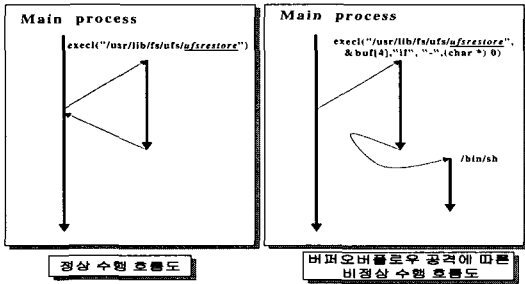 Main process
execl("/usr/lib/fs/ufs/ufsrestore")
정상 수행 흐름도
Main process
execl("/usr/lib/fs/ufs/ufsrestore",
&buf[4],"if", "-",(char *) 0)
/bin/sh
버퍼오버플로우 공격에 따른
비정상 수행 흐름도